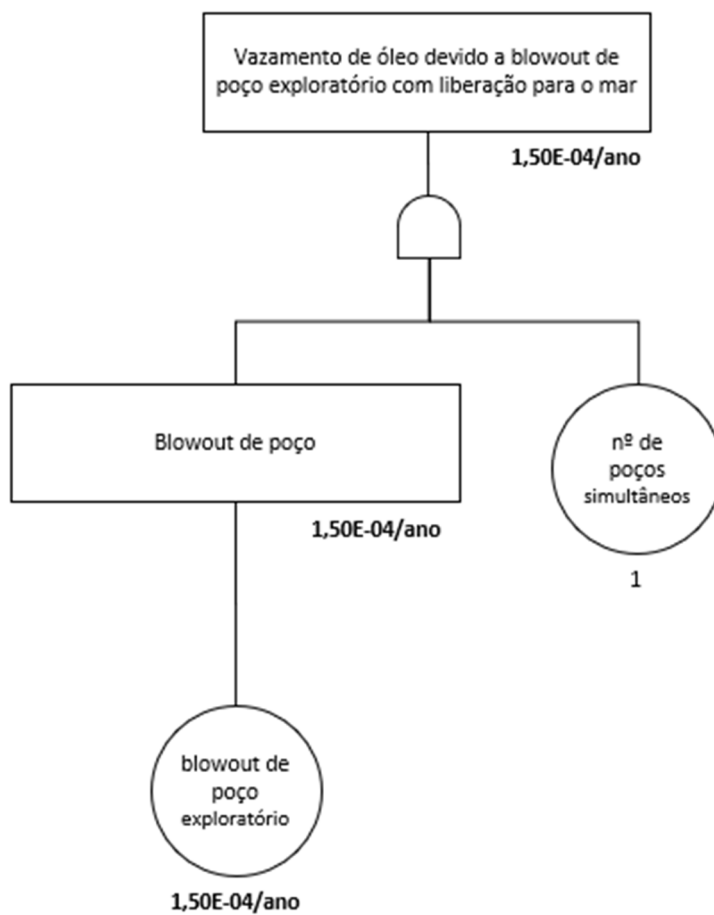 Vazamento de óleo devido a blowout de
poço exploratório com liberação para o mar
1,50E-04/ano
Blowout de poço
1,50E-04/ano
nº de
poços
simultâneos
1
blowout de
poço
exploratório
1,50E-04/ano